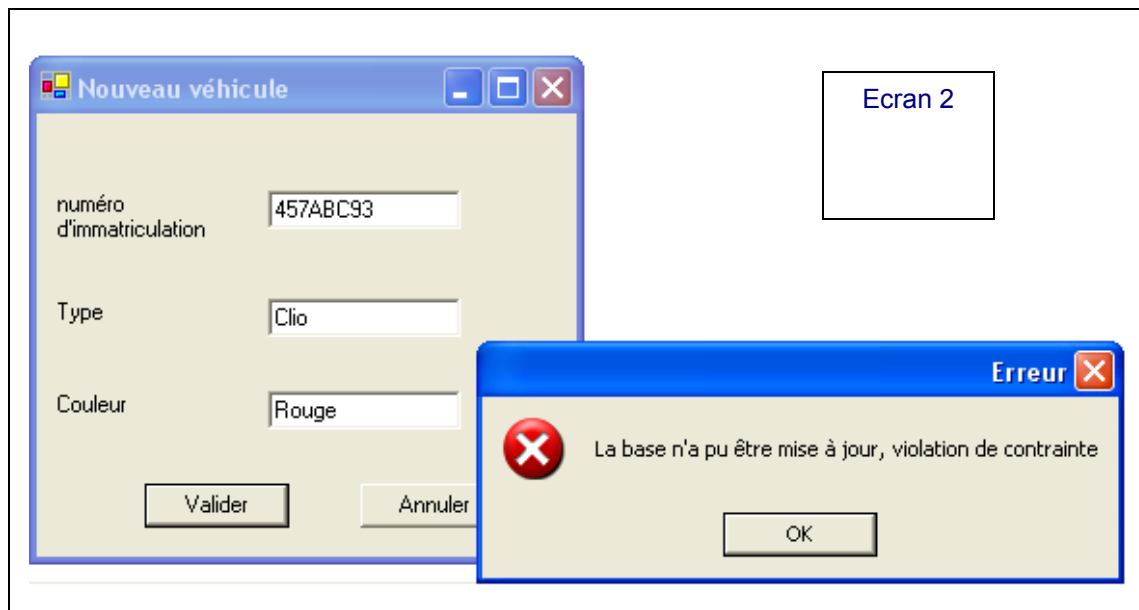 Nouveau véhicule
Ecran 2
numéro
d'immatriculation
457ABC93
Type
Clio
Couleur
Rouge
Valider
Annuler
Erreur
La base n'a pu être mise à jour, violation de contrainte
OK